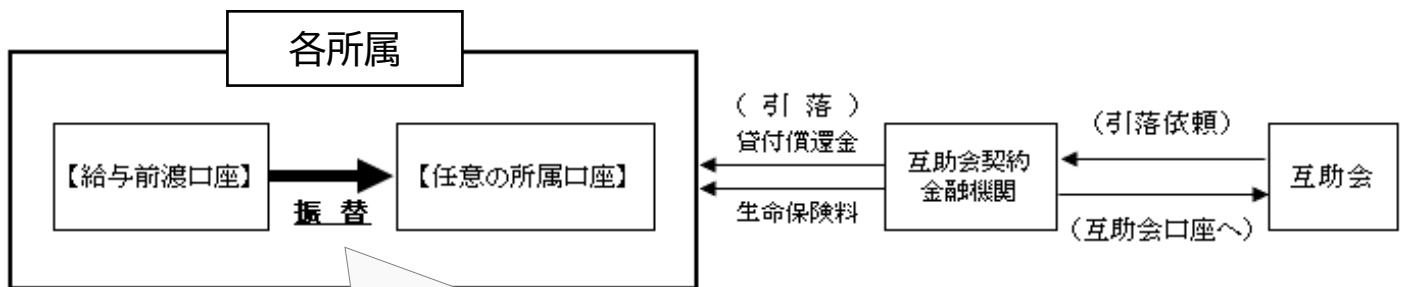 各所属
【給与前渡口座】
振 替
【任意の所属口座】
(引 落)
貸付償還金
生命保険料
互助会契約
金融機関
(引落依頼)
(互助会口座へ)
互助会